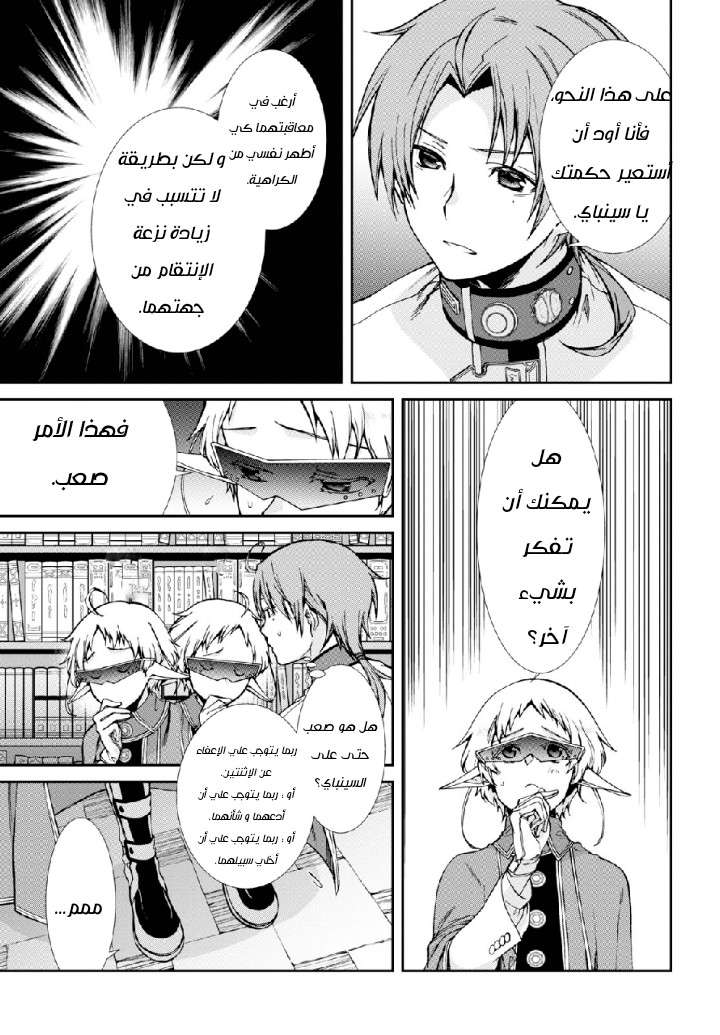 على هذا النحو،
فأنا أود أن
أستعير حكمتك
يا سينباي.
أرغب في
معاقبتهما كي
أطهر نفسي من
الكراهية.
و لكن بطريقة
لا تتسبب في
زيادة نزعة
الإنتقام من
جهتهما.
هل
يمكنك أن
تفكر
بشيء
آخر؟
فهذا الأمر
صعب.
هل هو صعب
حتى على
السينباي؟
ربما يتوجب علي الإعفاء
عن الإثنتين.
أو : ربما يتوجب علي أن
أدعهما و شأنهما.
أو : ربما يتوجب علي أن
أخلي سبيلهما.
ممم...